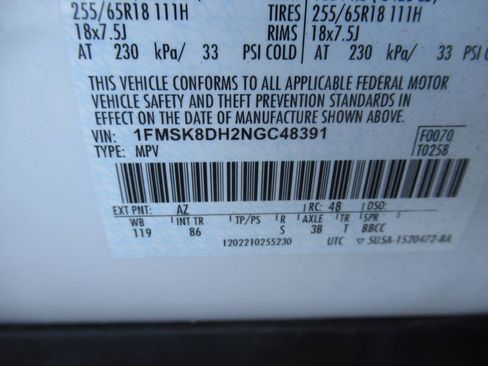 255/65R18 111H TIRES 255/65R18 111H
18x7.5J RIMS 18x7.5J
AT 230 kPa/ 33 PSI COLD AT 230 kPa/ 33 PSI COLD
THIS VEHICLE CONFORMS TO ALL APPLICABLE FEDERAL MOTOR
VEHICLE SAFETY AND THEFT PREVENTION STANDARDS IN
EFFECT ON THE DATE OF MANUFACTURE SHOWN ABOVE.
VIN: 1FMSK8DH2NGC48391 F0070
TYPE: MPV T0258
EXT PNT: AZ RC: 48 DSO:
WB INT TR TP/PS R AXLE TR SPR
119 86 S 3B T BBCC
1202210255230 UTC ▽ 5USA-1520472-BA